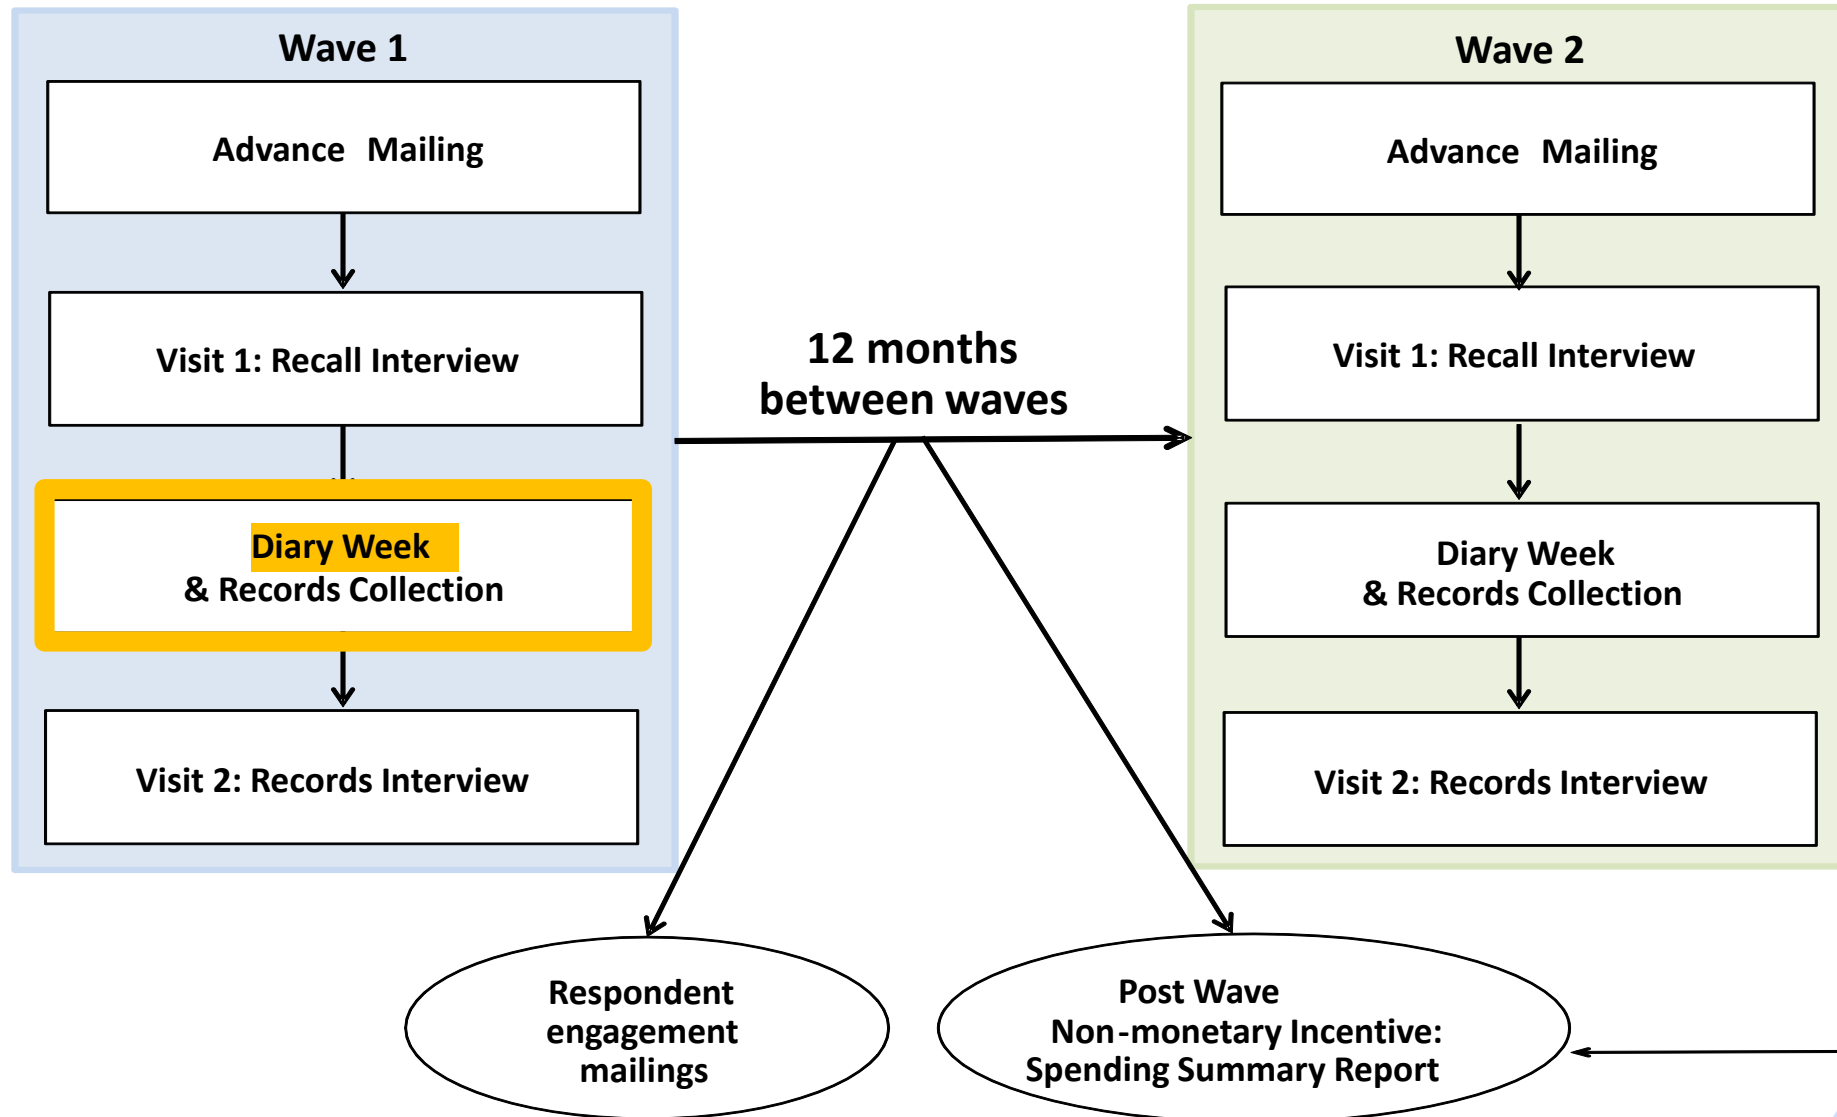 Wave 1
Advance Mailing
Visit 1: Recall Interview
Diary Week
& Records Collection
Visit 2: Records Interview
12 months
between waves
Wave 2
Advance Mailing
Visit 1: Recall Interview
Diary Week
& Records Collection
Visit 2: Records Interview
Respondent
engagement
mailings
Post Wave
Non-monetary Incentive:
Spending Summary Report